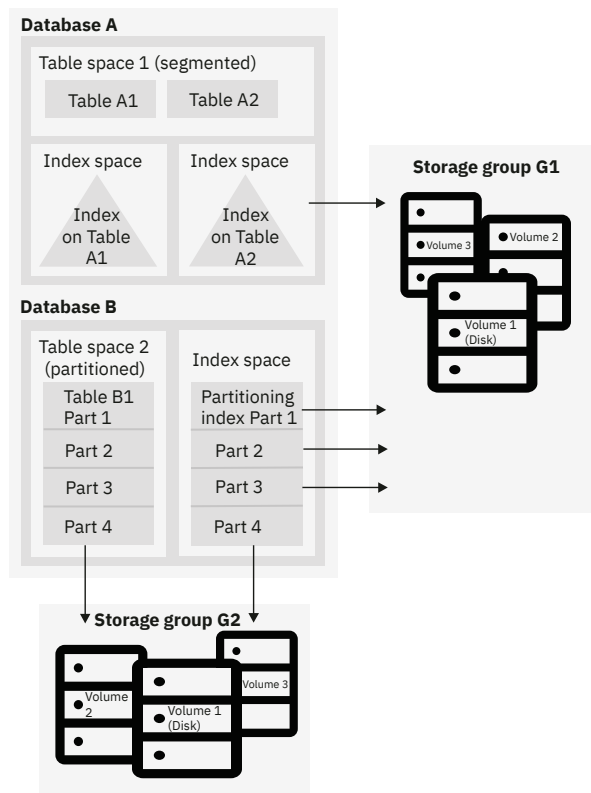 Database A
Table space 1 (segmented)
Table A1
Table A2
Index space
Index
on Table
A1
Index space
Index
on Table
A2
Storage group G1
Volume 3
Volume 2
Volume 1
(Disk)
Database B
Table space 2
(partitioned)
Table B1
Part 1
Part 2
Part 3
Part 4
Index space
Partitioning
index Part 1
Part 2
Part 3
Part 4
Storage group G2
Volume
2
Volume 1
(Disk)
Volume 3